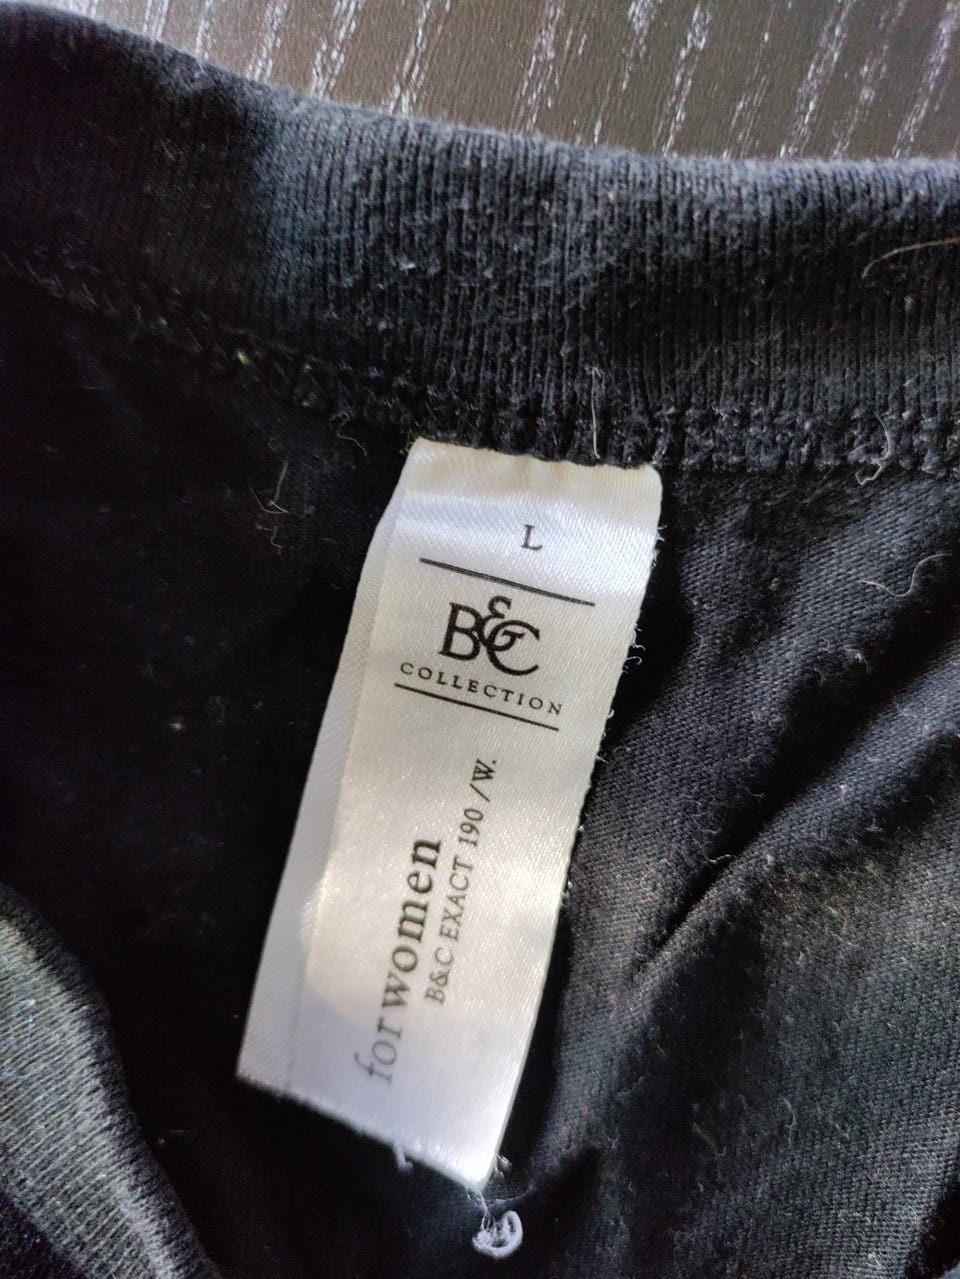 L
B&C
COLLECTION
for women
B&C EXACT 190 /W.